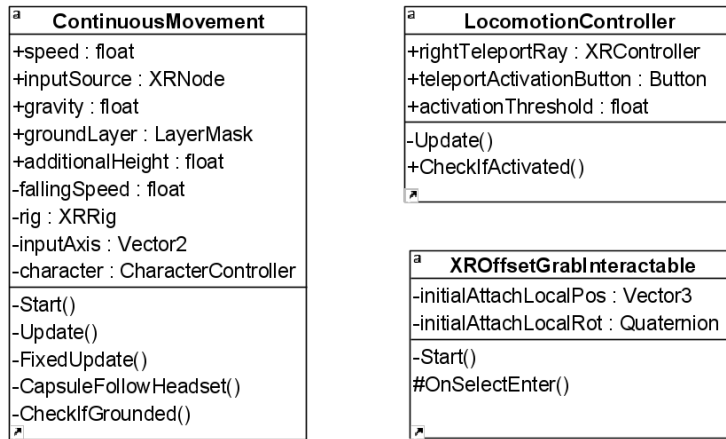 a
ContinuousMovement
+speed : float
+inputSource : XRNode
+gravity : float
+groundLayer : LayerMask
+additionalHeight : float
-fallingSpeed : float
-rig : XRRig
-inputAxis : Vector2
-character : CharacterController
-Start()
-Update()
-FixedUpdate()
-CapsuleFollowHeadset()
-CheckIfGrounded()
a
LocomotionController
+rightTeleportRay : XRController
+teleportActivationButton : Button
+activationThreshold : float
-Update()
+CheckIfActivated()
a
XROffsetGrabInteractable
-initialAttachLocalPos : Vector3
-initialAttachLocalRot : Quaternion
-Start()
#OnSelectEnter()